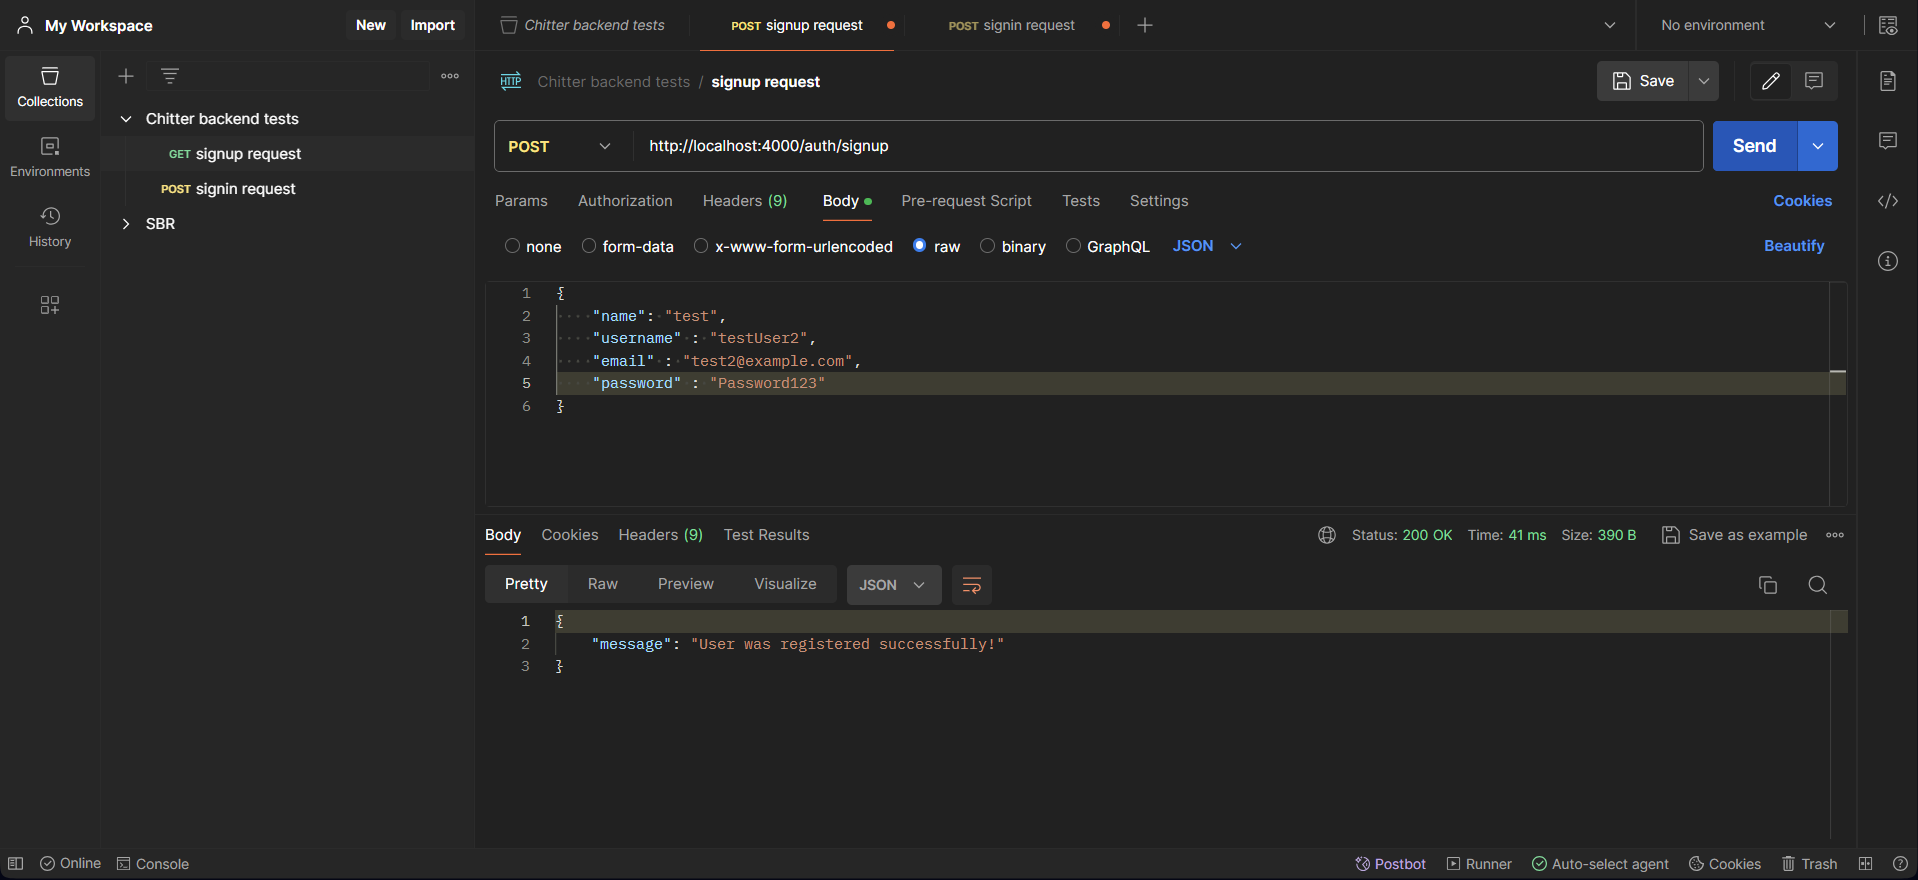 My Workspace
New
Import
Chitter backend tests
POST signup request
POST signin request
No environment
Collections
Environments
History
Chitter backend tests
GET signup request
POST signin request
SBR
HTTP
Chitter backend tests / signup request
Save
POST
http://localhost:4000/auth/signup
Send
Params Authorization Headers (9) Body Pre-request Script Tests Settings
Cookies
none form-data x-www-form-urlencoded raw binary GraphQL JSON
Beautify
1 {
2 "name": "test",
3 "username" : "testUser2",
4 "email" : "test2@example.com",
5 "password" : "Password123"
6 }
Body Cookies Headers (9) Test Results
Status: 200 OK Time: 41 ms Size: 390 B Save as example
Pretty Raw Preview Visualize JSON
1 {
2 "message": "User was registered successfully!"
3 }
Online Console
Postbot Runner Auto-select agent Cookies Trash